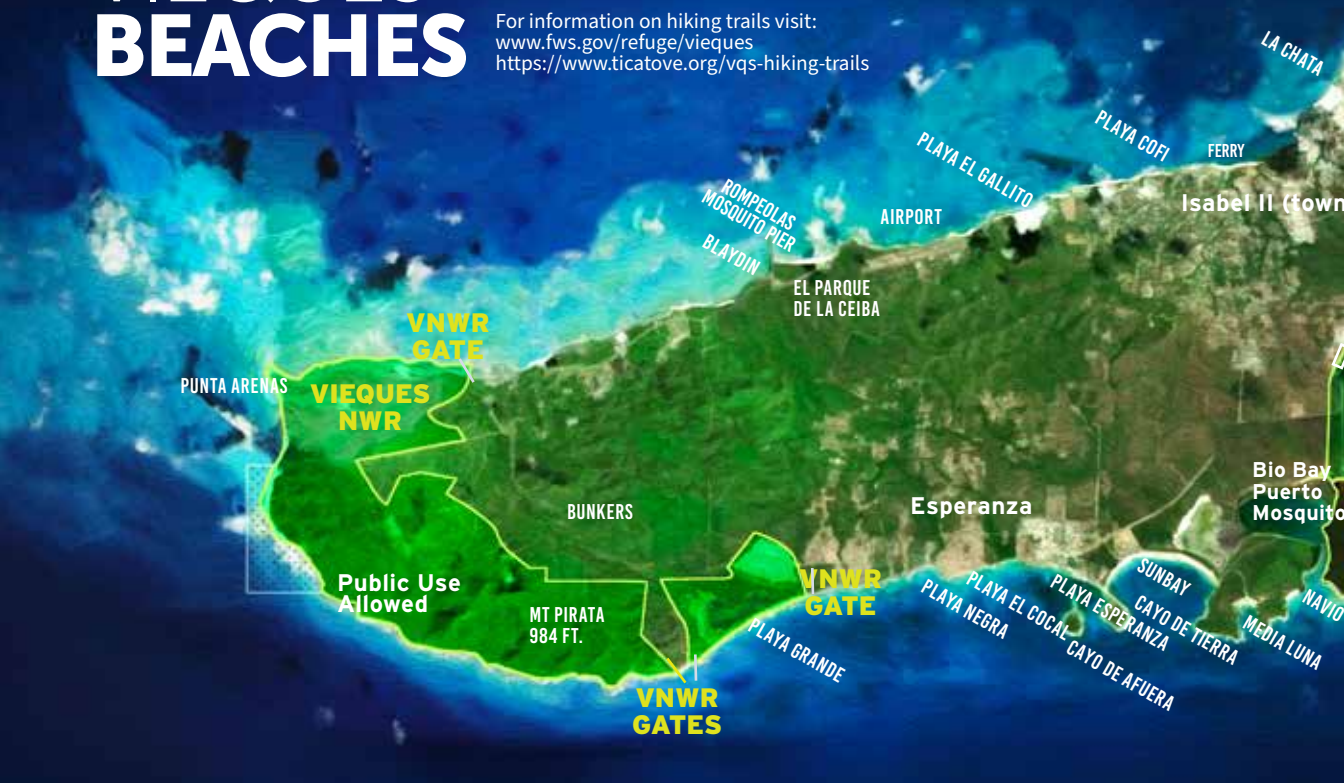 BEACHES
For information on hiking trails visit:
www.fws.gov/refuge/vieques
https://www.ticatove.org/vqs-hiking-trails
LA CHATA
PLAYA COFI
FERRY
PLAYA EL GALLITO
Isabel II (town
ROMPEOLAS
MOSQUITO PIER
AIRPORT
BLAYDIN
EL PARQUE
DE LA CEIBA
VNWR
GATE
PUNTA ARENAS
VIEQUES
NWR
Bio Bay
Puerto
Mosquito
BUNKERS
Esperanza
Public Use
Allowed
MT PIRATA
984 FT.
VNWR
GATE
PLAYA GRANDE
PLAYA NEGRA
PLAYA EL COCAL
PLAYA ESPERANZA
SUNBAY
CAYO DE TIERRA
CAYO DE AFUERA
MEDIA LUNA
NAVIO
VNWR
GATES